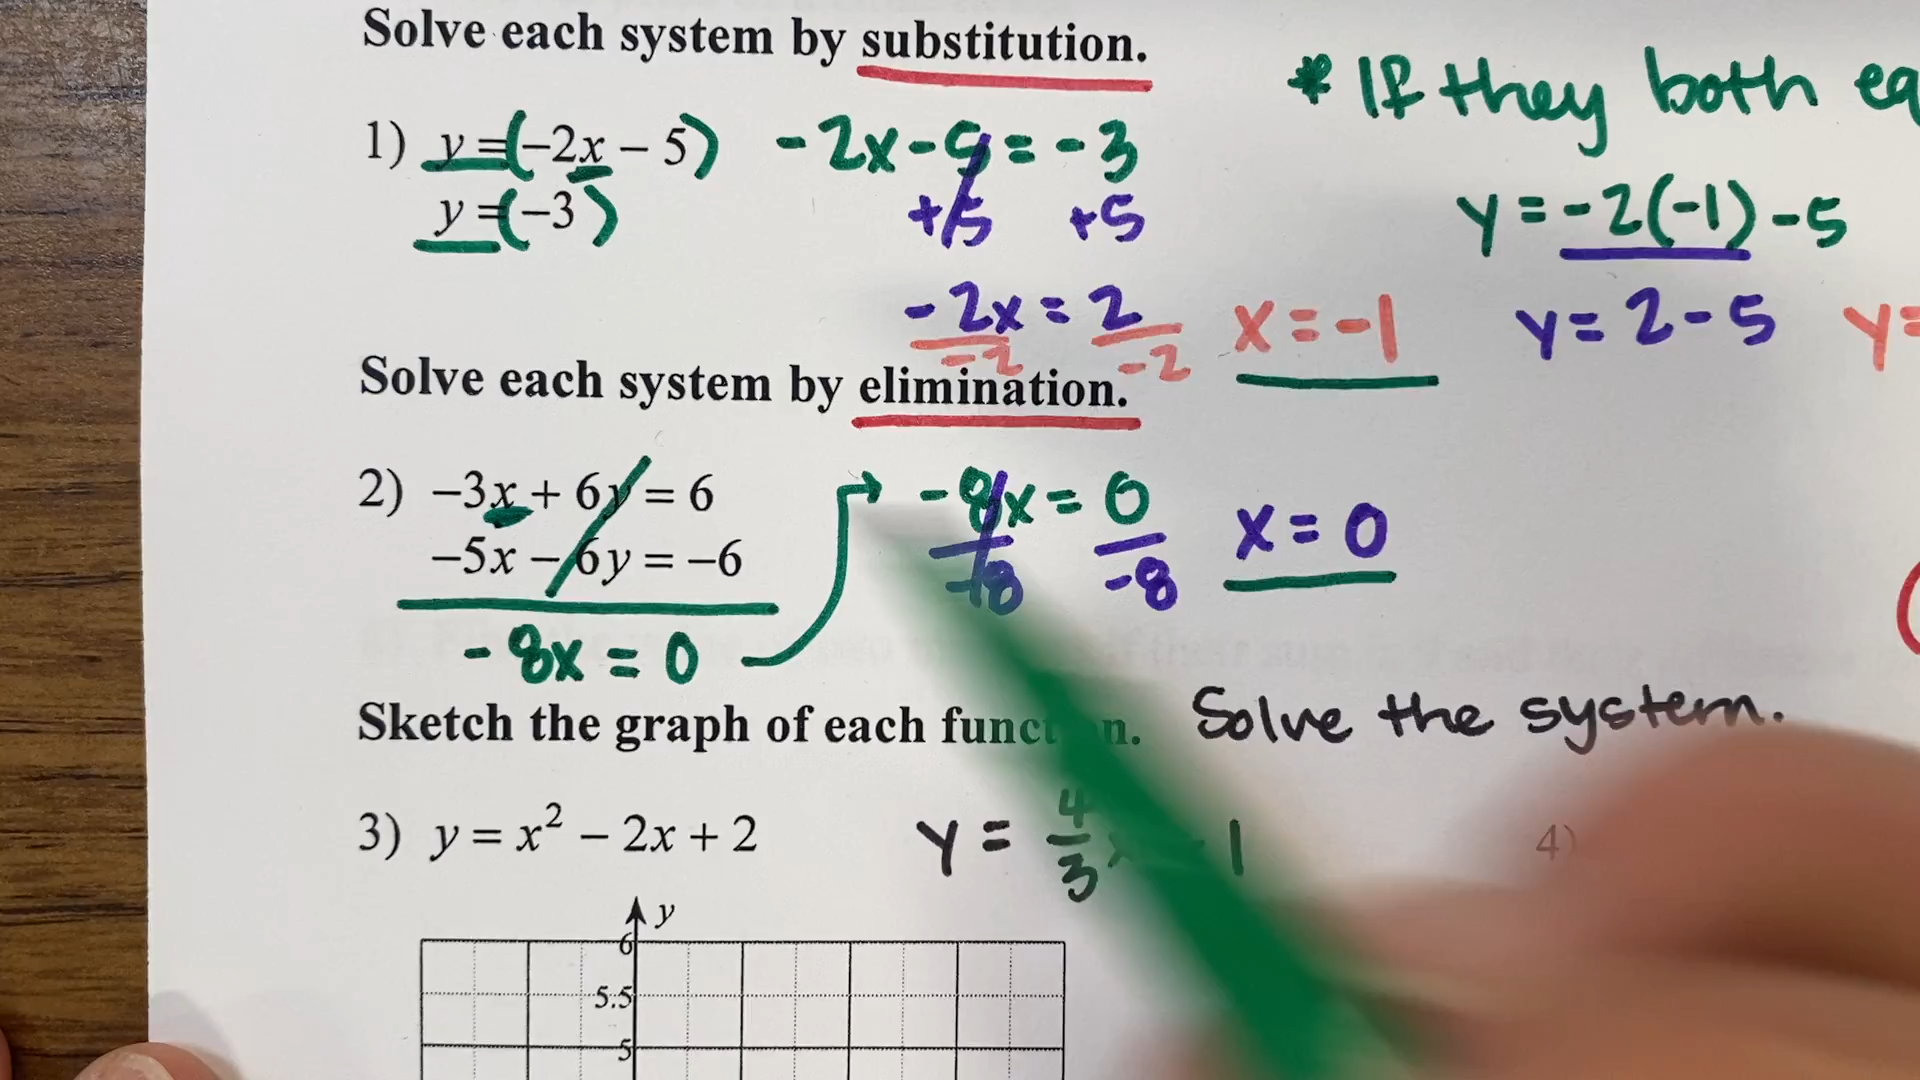 Solve each system by substitution.
* If they both
1) y = (-2x - 5) -2x - 5 = -3
y = (-3) +5 +5
y = -2(-1) - 5
-2x = 2 x = -1 y = 2 - 5 y =
-2 -2
Solve each system by elimination.
2) -3x + 6y = 6 -8x = 0 x = 0
-5x - 6y = -6 -8 -8
-8x = 0
Sketch the graph of each function. Solve the system.
3) y = x² - 2x + 2 y = 4/3 1 4)
y
6
5.5
5